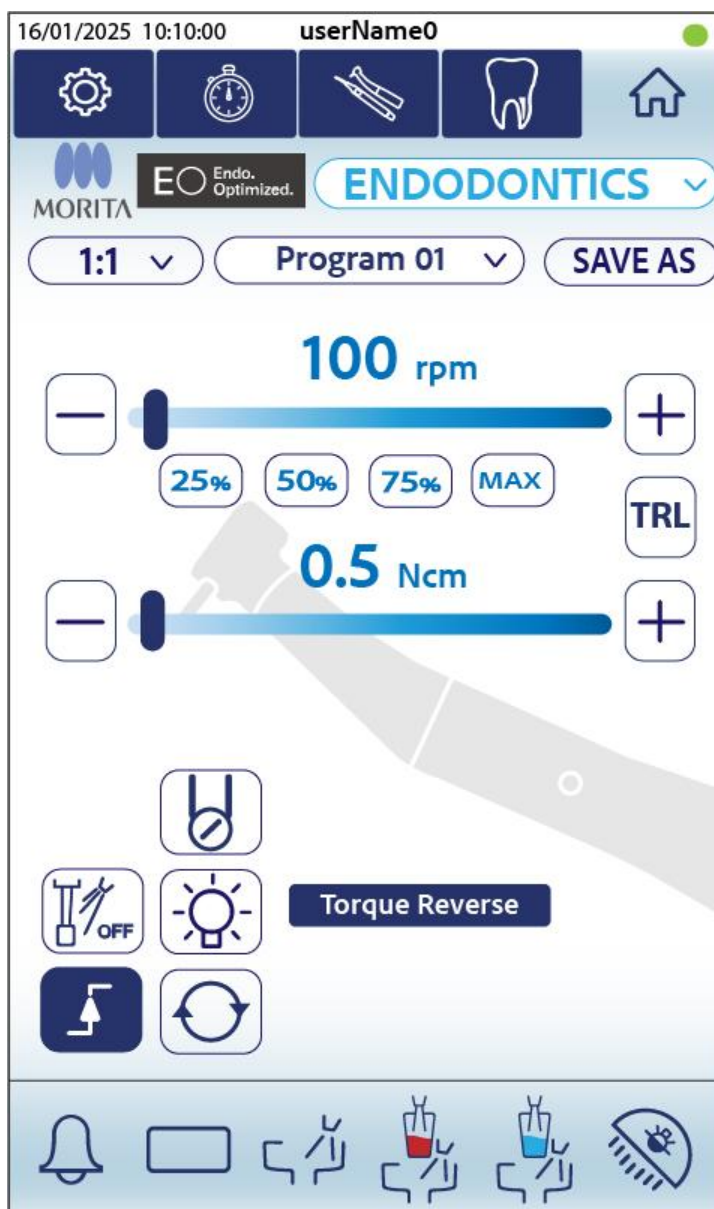 16/01/2025 10:10:00 userName0
MORITA
EO Endo. Optimized.
ENDODONTICS
1:1 Program 01 SAVE AS
100 rpm
25% 50% 75% MAX
TRL
0.5 Ncm
OFF
Torque Reverse